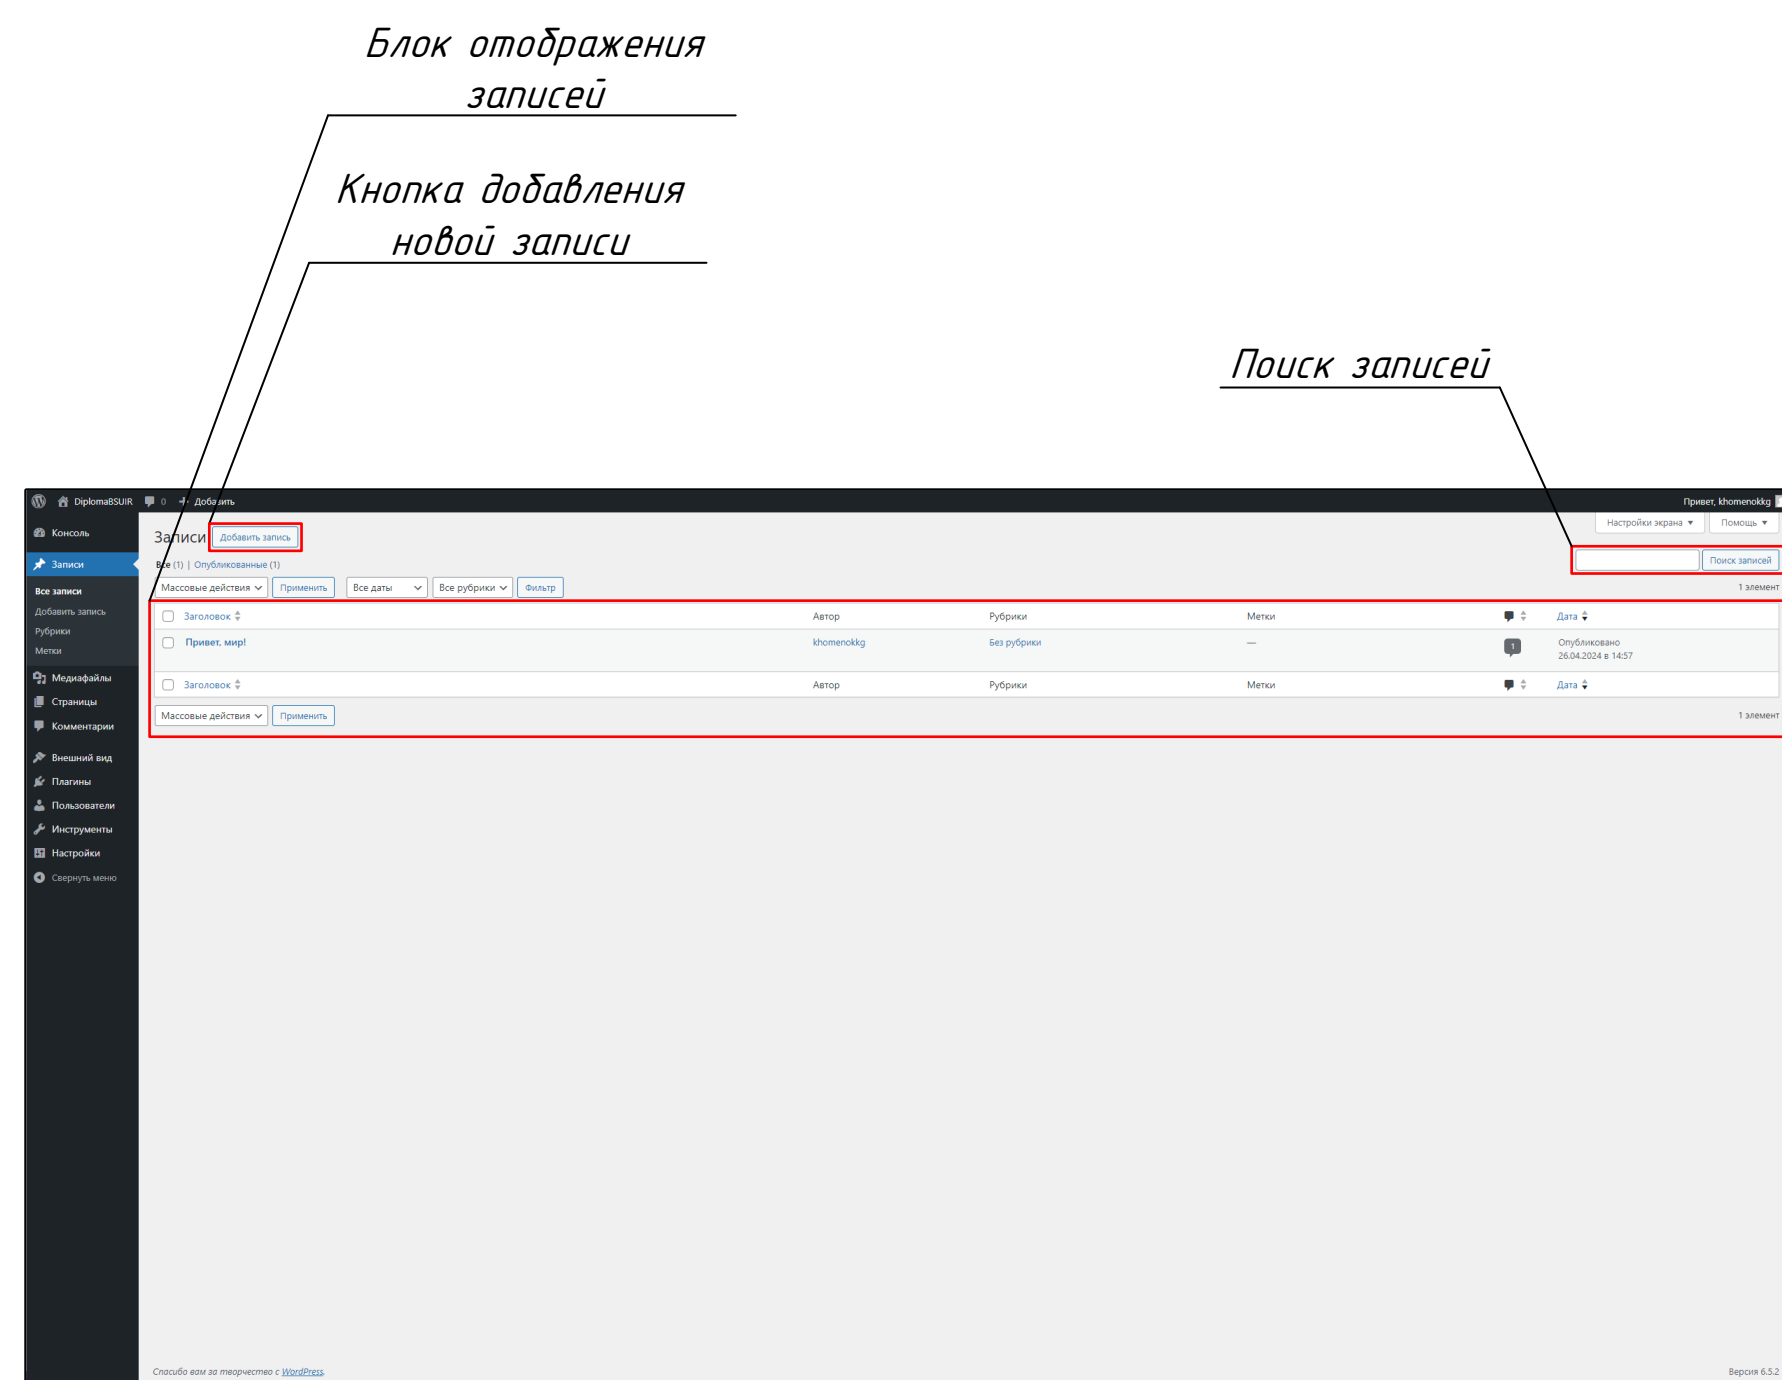 Блок отображения
записей
Кнопка добавления
новой записи
Поиск записей
DiplomaBSUIR 0 Добавить
Привет, khomenokkg
Консоль
Записи
Все записи
Добавить запись
Рубрики
Метки
Медиафайлы
Страницы
Комментарии
Внешний вид
Плагины
Пользователи
Инструменты
Настройки
Свернуть меню
Настройки экрана Помощь
Записи Добавить запись
Все (1) | Опубликованные (1)
Поиск записей
Массовые действия Применить Все даты Все рубрики Фильтр
1 элемент
Заголовок Автор Рубрики Метки Дата
Привет, мир! khomenokkg Без рубрики — 1 Опубликовано
26.04.2024 в 14:57
Заголовок Автор Рубрики Метки Дата
Массовые действия Применить
1 элемент
Спасибо вам за творчество с WordPress.
Версия 6.5.2